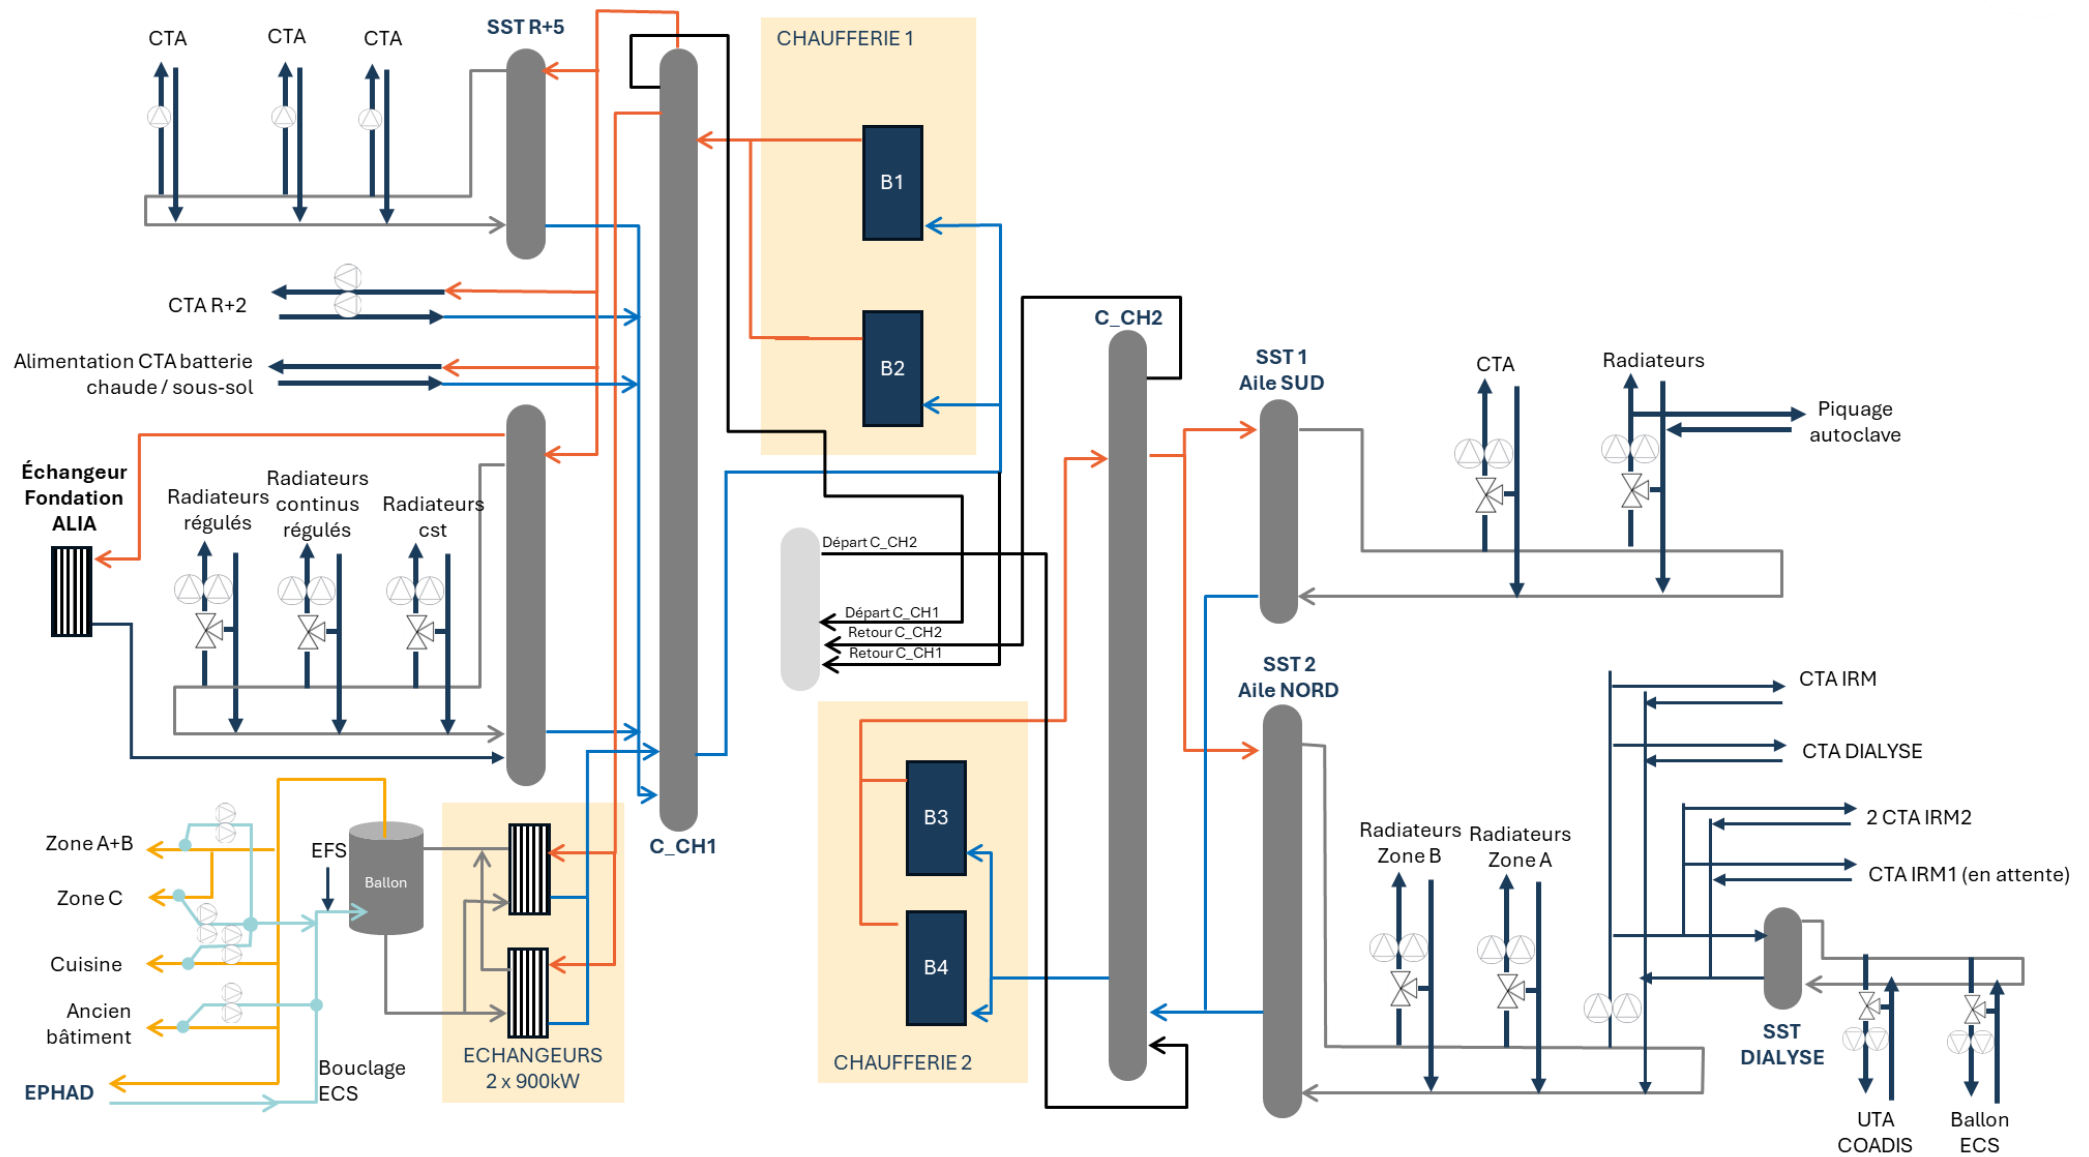 CTA
CTA
CTA
SST R+5
CHAUFFERIE 1
B1
B2
CTA R+2
Alimentation CTA batterie
chaude / sous-sol
Échangeur
Fondation
ALIA
Radiateurs
régulés
Radiateurs
continus
régulés
Radiateurs
cst
C_CH1
Départ C_CH2
Départ C_CH1
Retour C_CH2
Retour C_CH1
C_CH2
SST 1
Aile SUD
CTA
Radiateurs
Piquage
autoclave
SST 2
Aile NORD
CTA IRM
CTA DIALYSE
2 CTA IRM2
CTA IRM1 (en attente)
Radiateurs
Zone B
Radiateurs
Zone A
SST
DIALYSE
UTA
COADIS
Ballon
ECS
Zone A+B
Zone C
Cuisine
Ancien
bâtiment
EPHAD
EFS
Ballon
Bouclage
ECS
ECHANGEURS
2 x 900kW
B3
B4
CHAUFFERIE 2